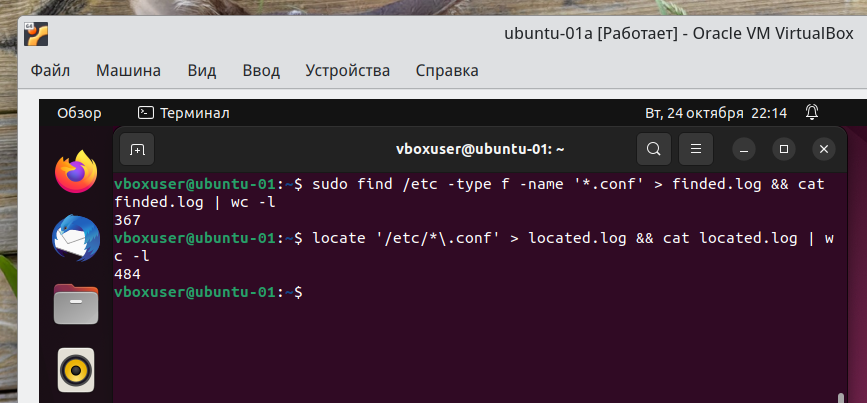 ubuntu-01a [Работает] - Oracle VM VirtualBox
Файл Машина Вид Ввод Устройства Справка
Обзор Терминал Вт, 24 октября 22:14
vboxuser@ubuntu-01: ~
vboxuser@ubuntu-01:~$ sudo find /etc -type f -name '*.conf' > finded.log && cat
finded.log | wc -l
367
vboxuser@ubuntu-01:~$ locate '/etc/*\.conf' > located.log && cat located.log | w
c -l
484
vboxuser@ubuntu-01:~$